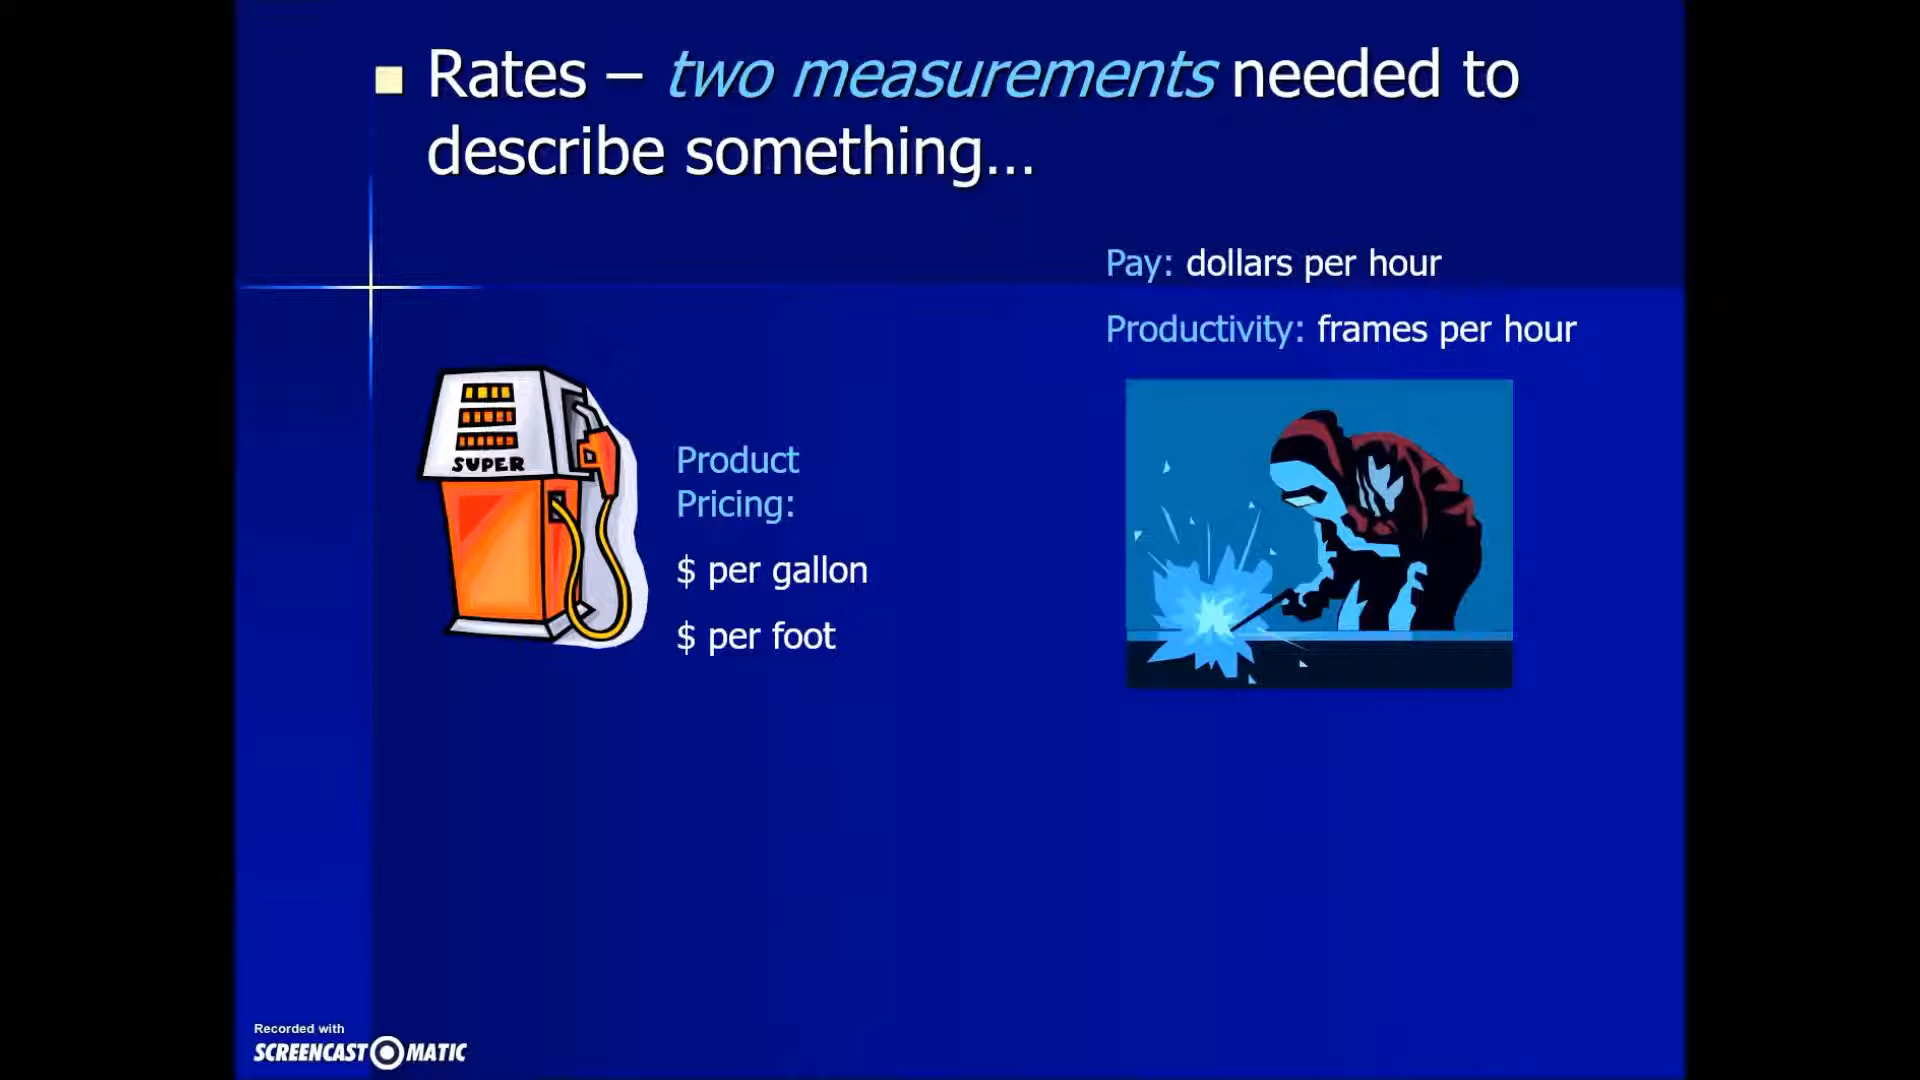 Rates – two measurements needed to
describe something...
Pay: dollars per hour
Productivity: frames per hour
SUPER
Product
Pricing:
$ per gallon
$ per foot
Recorded with
SCREENCAST MATIC